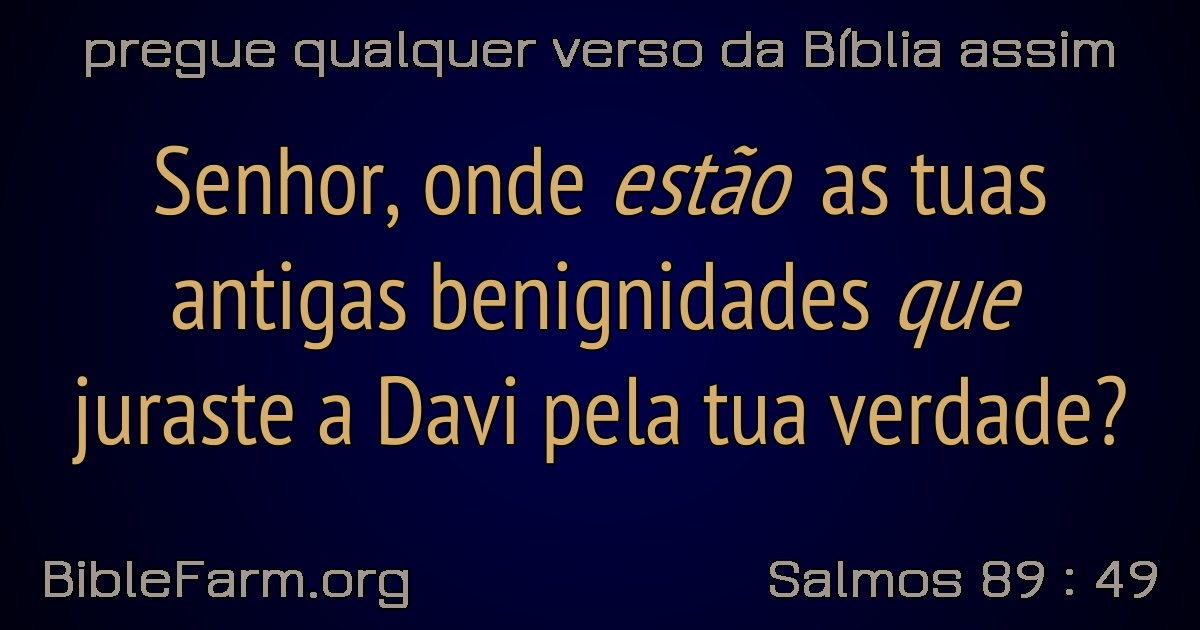 pregue qualquer verso da Bíblia assim
Senhor, onde estão as tuas
antigas benignidades que
juraste a Davi pela tua verdade?
BibleFarm.org
Salmos 89 : 49